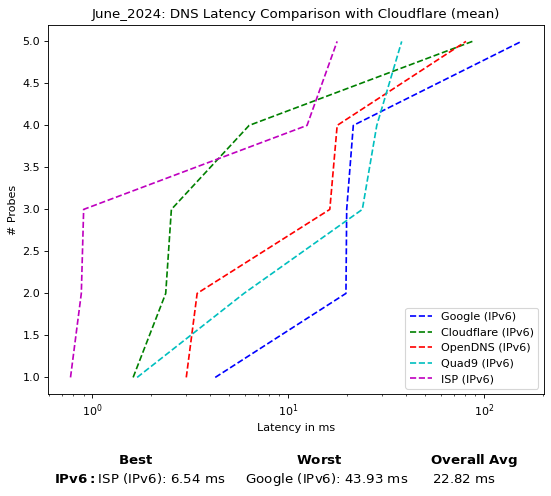 June_2024: DNS Latency Comparison with Cloudflare (mean)
5.0
4.5
4.0
3.5
3.0
2.5
2.0
1.5
1.0
# Probes
Google (IPv6)
Cloudflare (IPv6)
OpenDNS (IPv6)
Quad9 (IPv6)
ISP (IPv6)
10⁰ 10¹ 10²
Latency in ms
Best Worst Overall Avg
IPv6: ISP (IPv6): 6.54 ms Google (IPv6): 43.93 ms 22.82 ms